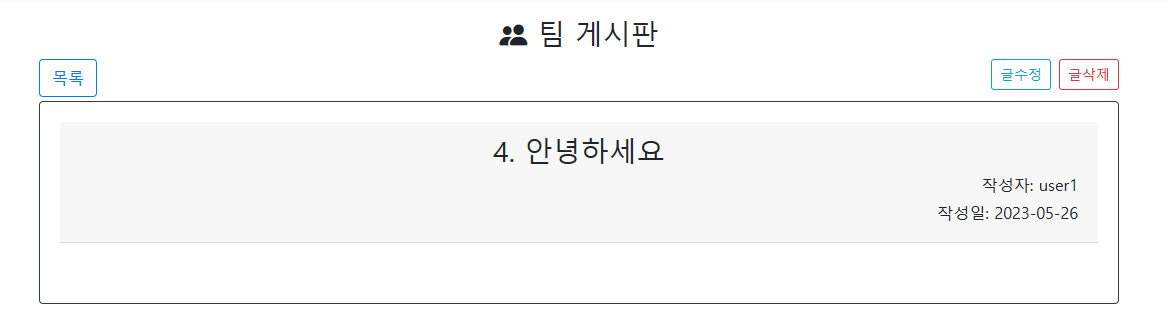 팀 게시판
목록
글수정 글삭제
4. 안녕하세요
작성자: user1
작성일: 2023-05-26